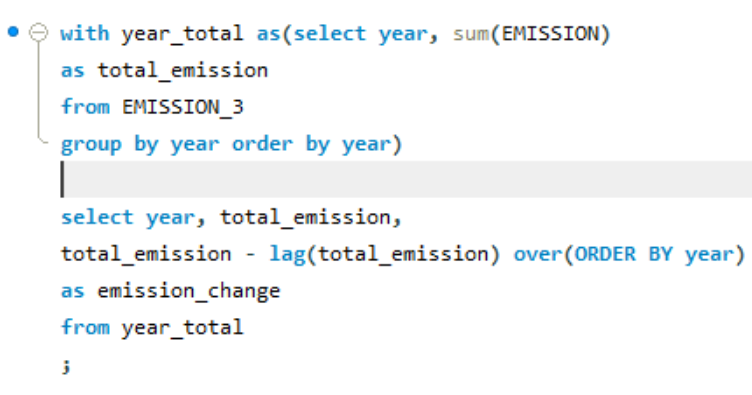 with year_total as(select year, sum(EMISSION)
as total_emission
from EMISSION_3
group by year order by year)
select year, total_emission,
total_emission - lag(total_emission) over(ORDER BY year)
as emission_change
from year_total
;